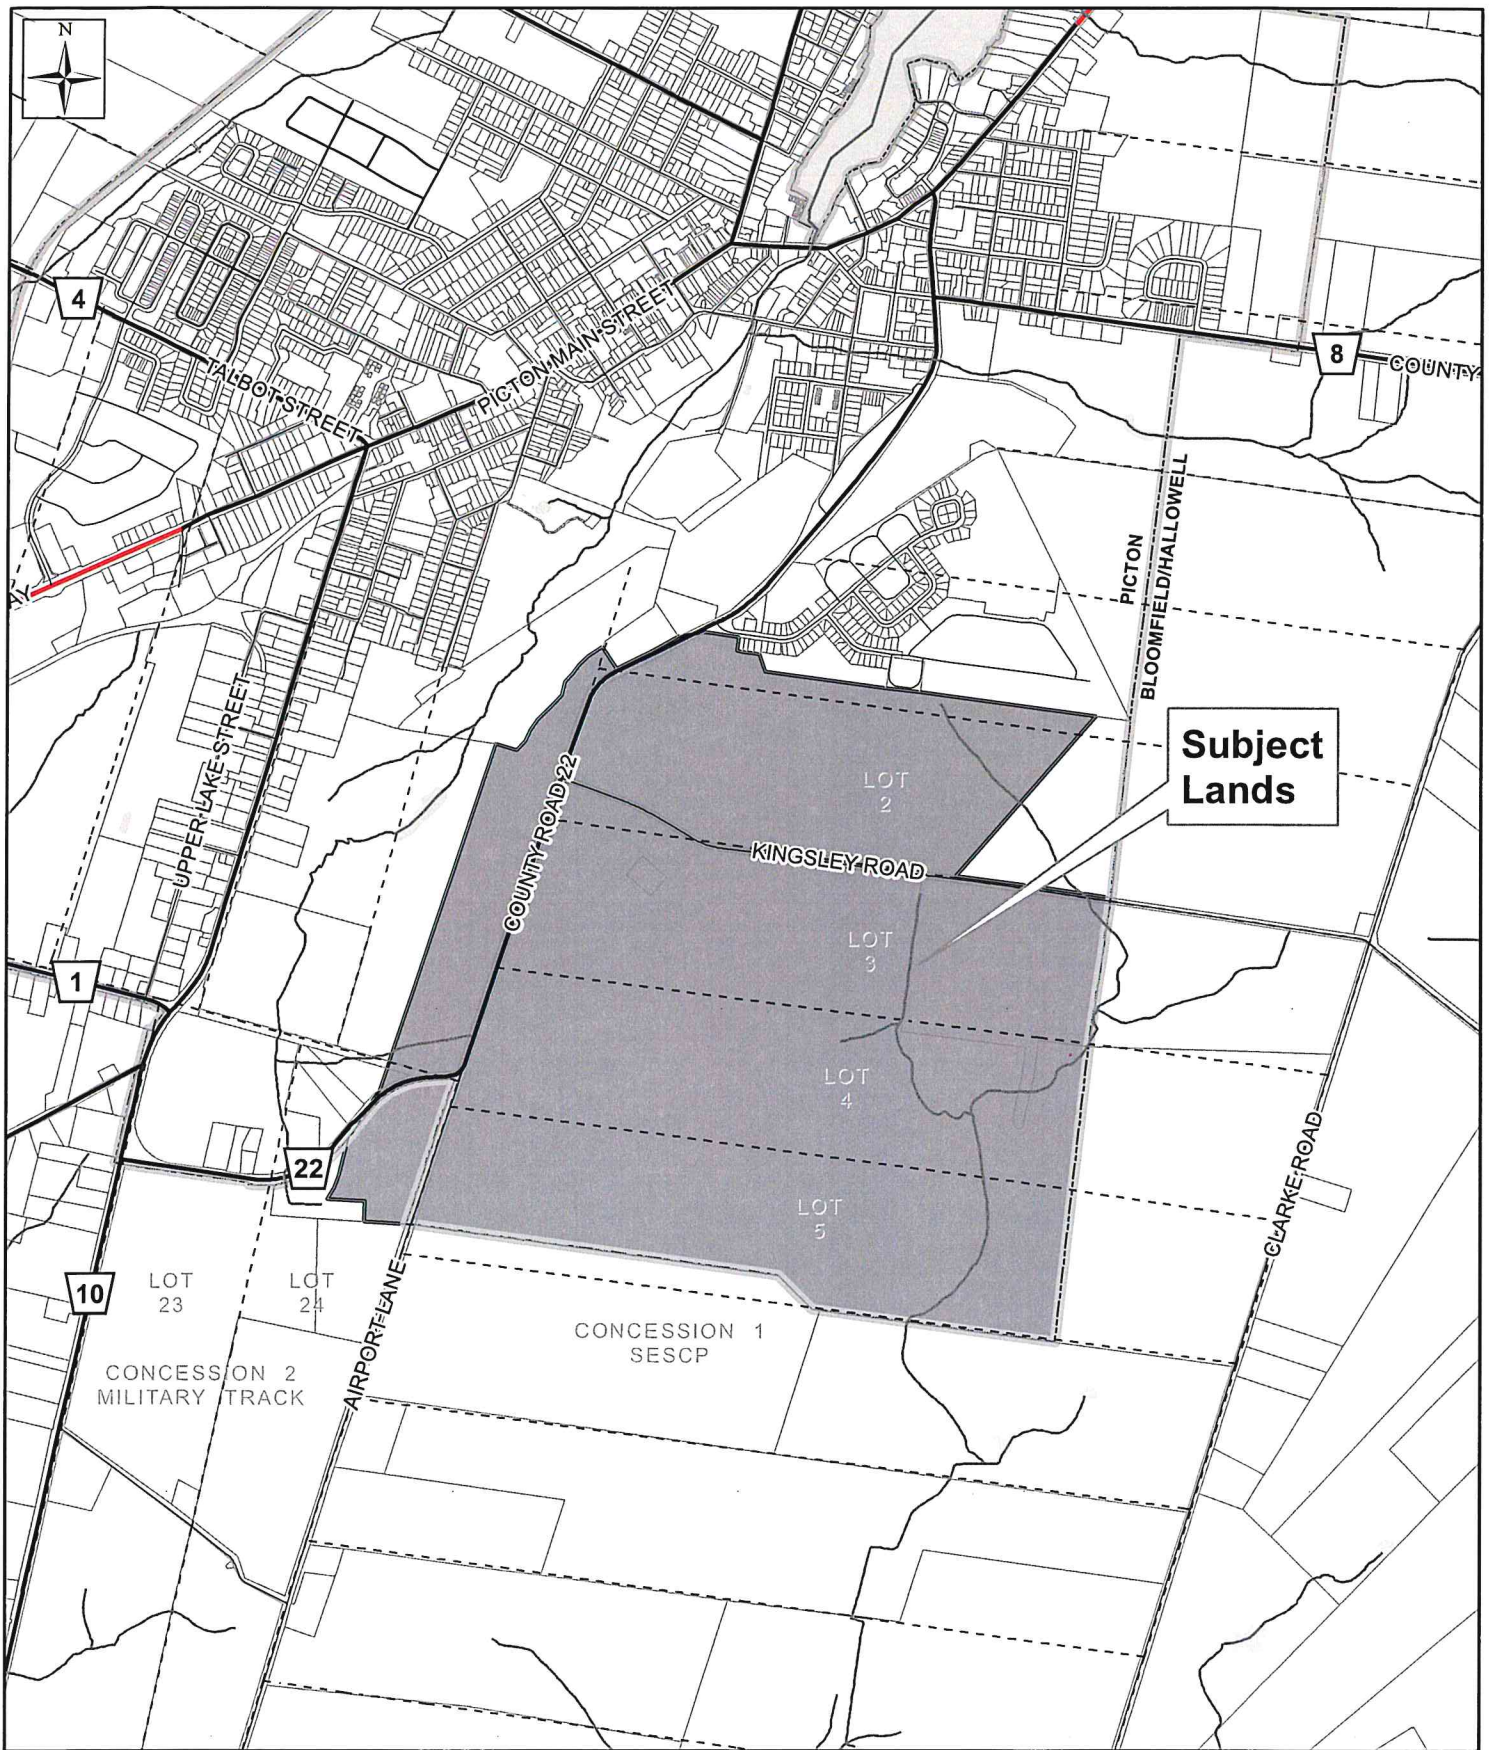 N
4
TALBOT STREET
PICTON MAIN STREET
8
COUNTY
AY
PICTON
BLOOMFIELD/HALLOWELL
UPPER LAKE STREET
Subject
Lands
LOT
2
COUNTY ROAD 22
KINGSLEY ROAD
LOT
3
1
LOT
4
22
LOT
5
CLARKE ROAD
10
LOT
23
LOT
24
AIRPORT LANE
CONCESSION 1
SESCP
CONCESSION 2
MILITARY TRACK